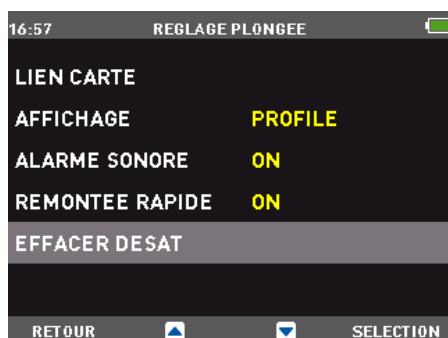 16:57 REGLAGE PLONGEE
LIEN CARTE
AFFICHAGE PROFILE
ALARME SONORE ON
REMONTEE RAPIDE ON
EFFACER DESAT
RETOUR SELECTION